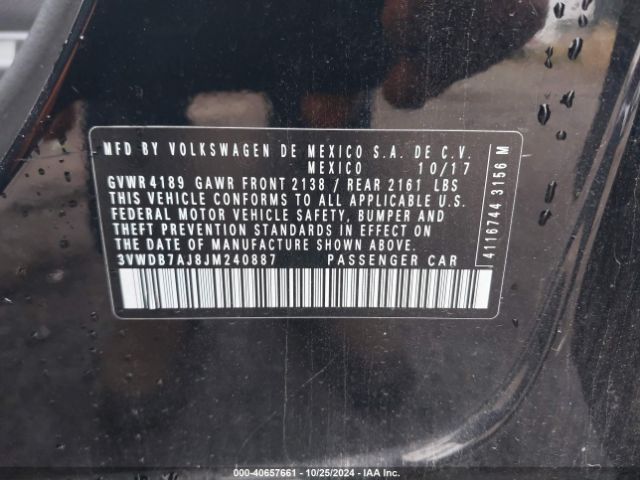 MFD BY VOLKSWAGEN DE MEXICO S.A. DE C.V.
MEXICO 10/17
GVWR 4189 GAWR FRONT 2138 / REAR 2161 LBS
THIS VEHICLE CONFORMS TO ALL APPLICABLE U.S.
FEDERAL MOTOR VEHICLE SAFETY, BUMPER AND
THEFT PREVENTION STANDARDS IN EFFECT ON
THE DATE OF MANUFACTURE SHOWN ABOVE.
3VWDB7AJ8JM240887 PASSENGER CAR
4116744 3156 M
00-40657661 - 10/25/2024 - IAA Inc.